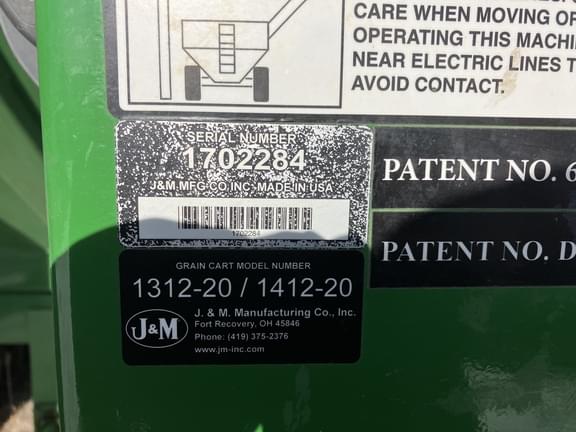 CARE WHEN MOVING OR
OPERATING THIS MACHI
NEAR ELECTRIC LINES T
AVOID CONTACT.
SERIAL NUMBER
1702284
J&M MFG CO INC. MADE IN USA
1702284
PATENT NO. 6
PATENT NO. D
GRAIN CART MODEL NUMBER
1312-20 / 1412-20
J&M
J. & M. Manufacturing Co., Inc.
Fort Recovery, OH 45846
Phone: (419) 375-2376
www.jm-inc.com